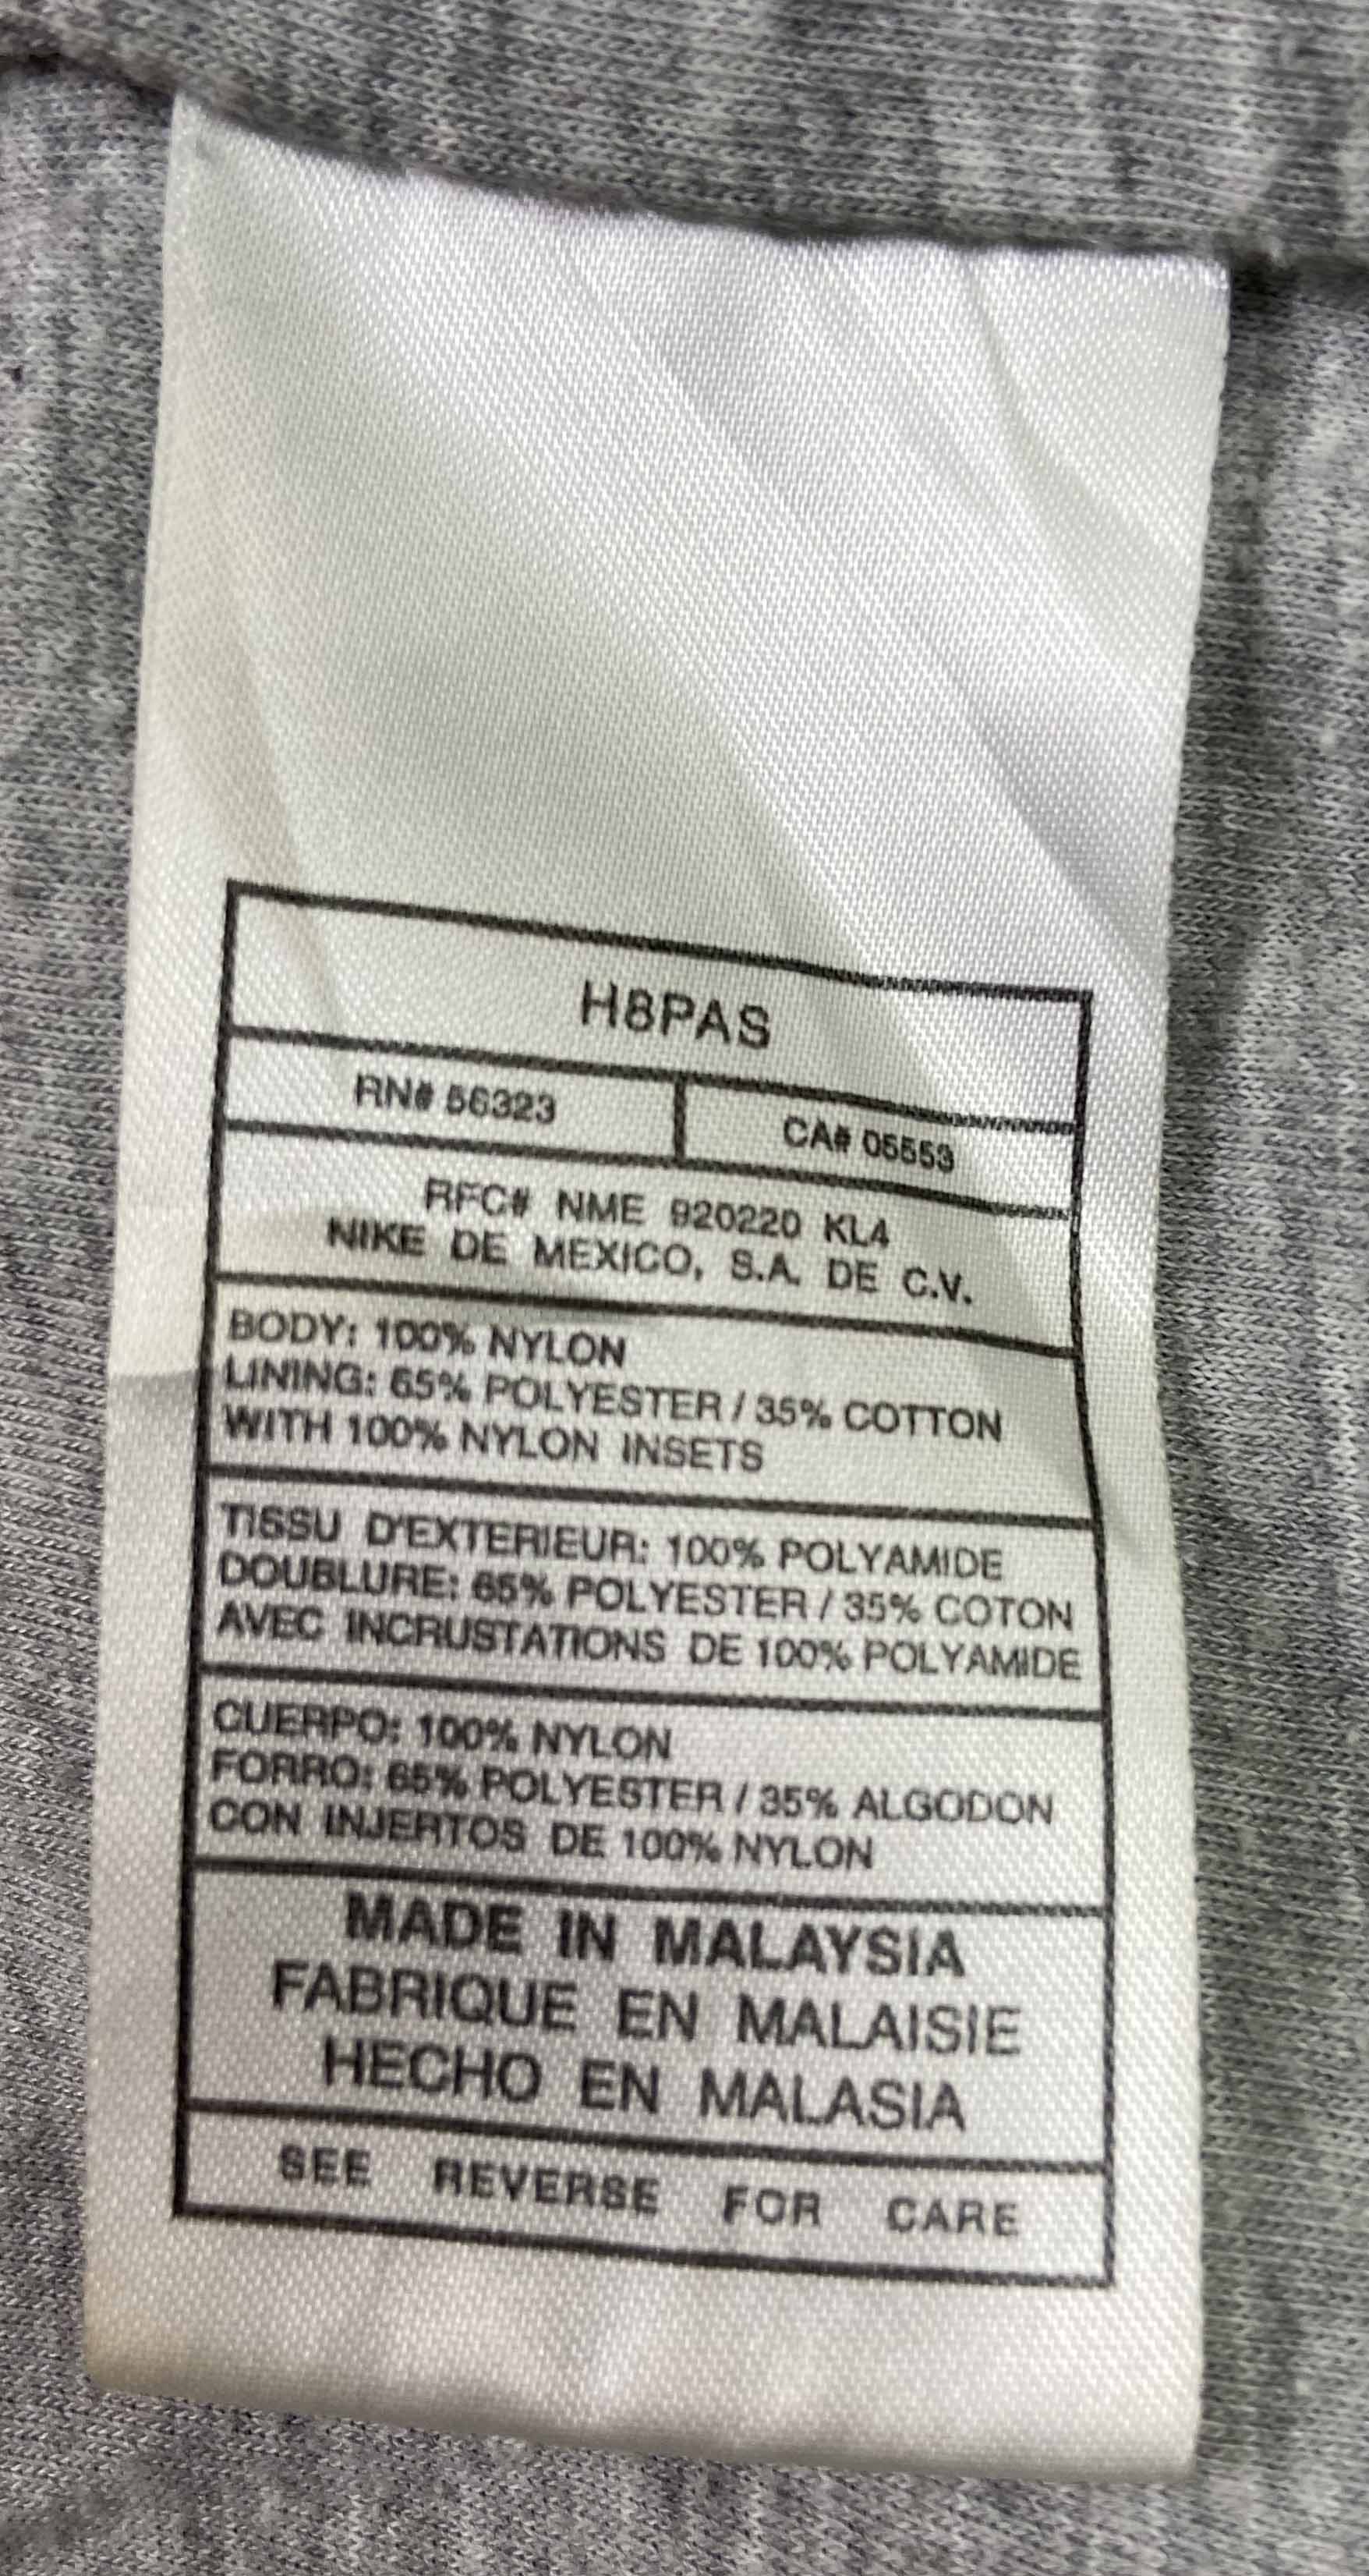 H8PAS
RN# 56323 CA# 05553
RFC# NME 920220 KL4
NIKE DE MEXICO, S.A. DE C.V.
BODY: 100% NYLON
LINING: 65% POLYESTER / 35% COTTON
WITH 100% NYLON INSETS
TISSU D'EXTERIEUR: 100% POLYAMIDE
DOUBLURE: 65% POLYESTER / 35% COTON
AVEC INCRUSTATIONS DE 100% POLYAMIDE
CUERPO: 100% NYLON
FORRO: 65% POLYESTER / 35% ALGODON
CON INJERTOS DE 100% NYLON
MADE IN MALAYSIA
FABRIQUE EN MALAISIE
HECHO EN MALASIA
SEE REVERSE FOR CARE